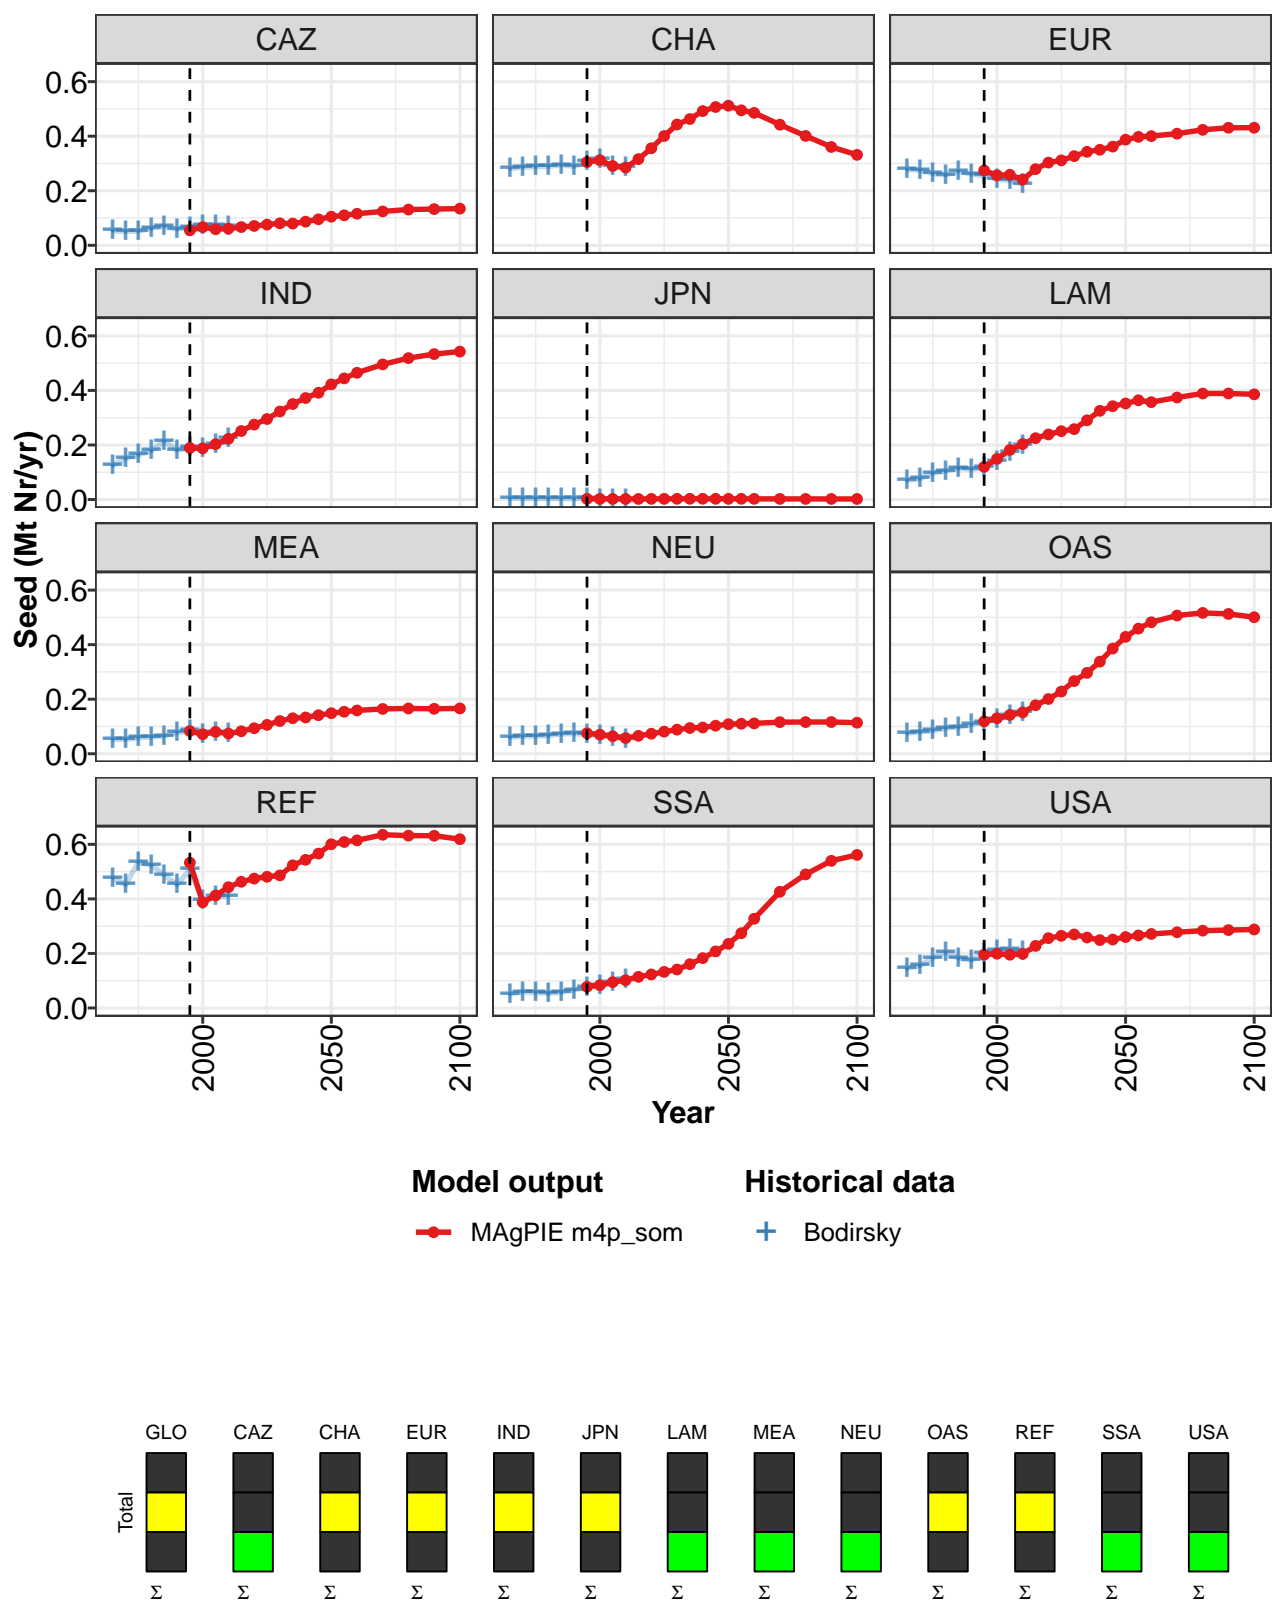 CAZ CHA EUR
0.6
0.4
0.2
0.0
IND JPN LAM
0.6
0.4
0.2
0.0
Seed (Mt Nr/yr)
MEA NEU OAS
0.6
0.4
0.2
0.0
REF SSA USA
0.6
0.4
0.2
0.0
2000 2050 2100 2000 2050 2100 2000 2050 2100
Year
Model output Historical data
MAgPIE m4p_som Bodirsky
GLO CAZ CHA EUR IND JPN LAM MEA NEU OAS REF SSA USA
Total
Σ Σ Σ Σ Σ Σ Σ Σ Σ Σ Σ Σ Σ